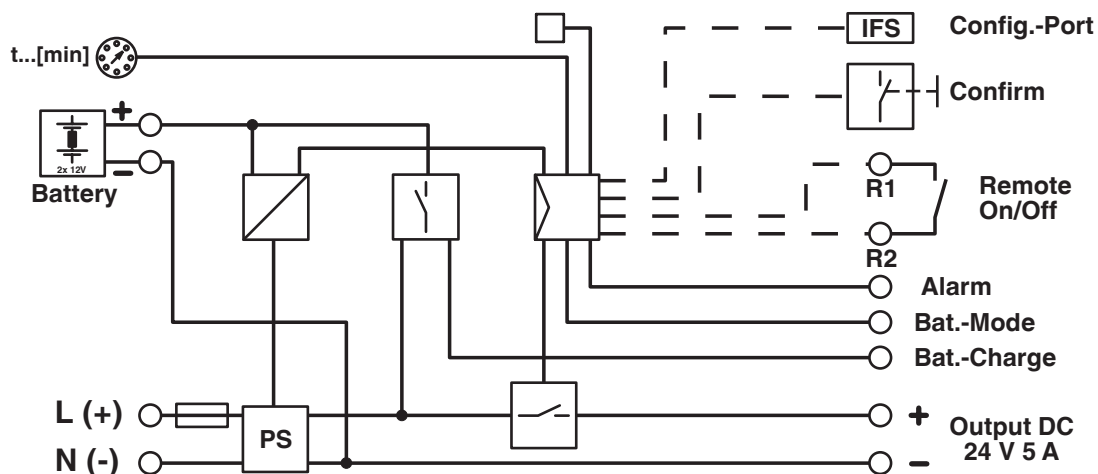 IFS Config.-Port
t...[min]
Confirm
+
2x 12V
–
Battery
R1
Remote
On/Off
R2
Alarm
Bat.-Mode
Bat.-Charge
L (+)
+
PS
Output DC
24 V 5 A
N (-)
–